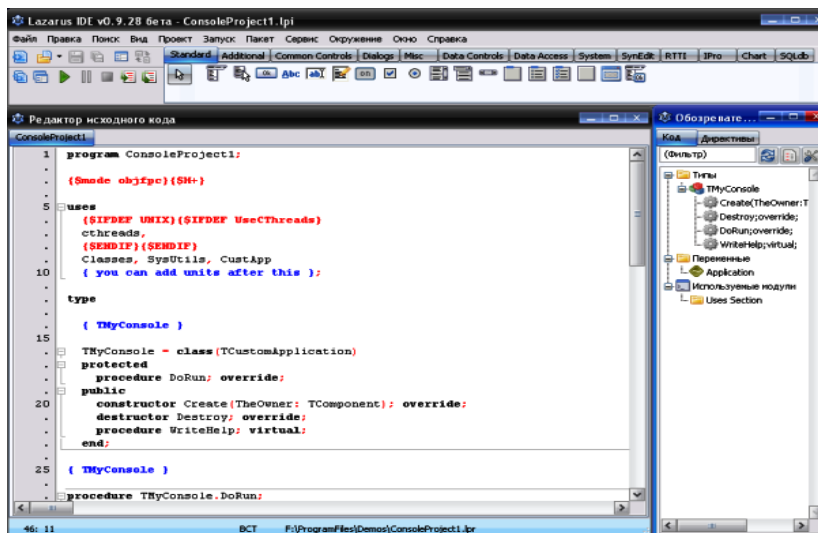 Lazarus IDE v0.9.28 бета - ConsoleProject1.lpi
Файл Правка Поиск Вид Проект Запуск Пакет Сервис Окружение Окно Справка
Standard Additional Common Controls Dialogs Misc Data Controls Data Access System SynEdit RTTI IPro Chart SQLdb
Ok Abc abI on
Редактор исходного кода
ConsoleProject1
1 program ConsoleProject1;
{$mode objfpc}{$H+}
5 uses
{$IFDEF UNIX}{$IFDEF UseCThreads}
cthreads,
{$ENDIF}{$ENDIF}
Classes, SysUtils, CustApp
10 { you can add units after this };
type
{ TMyConsole }
15
TMyConsole = class(TCustomApplication)
protected
procedure DoRun; override;
public
20 constructor Create(TheOwner: TComponent); override;
destructor Destroy; override;
procedure WriteHelp; virtual;
end;
25 { TMyConsole }
procedure TMyConsole.DoRun;
46: 11 ВСТ F:\ProgramFiles\Demos\ConsoleProject1.lpr
Обозревате...
Код Директивы
(Фильтр)
Типы
TMyConsole
Create(TheOwner:T
Destroy;override;
DoRun;override;
WriteHelp;virtual;
Переменные
Application
Используемые модули
Uses Section